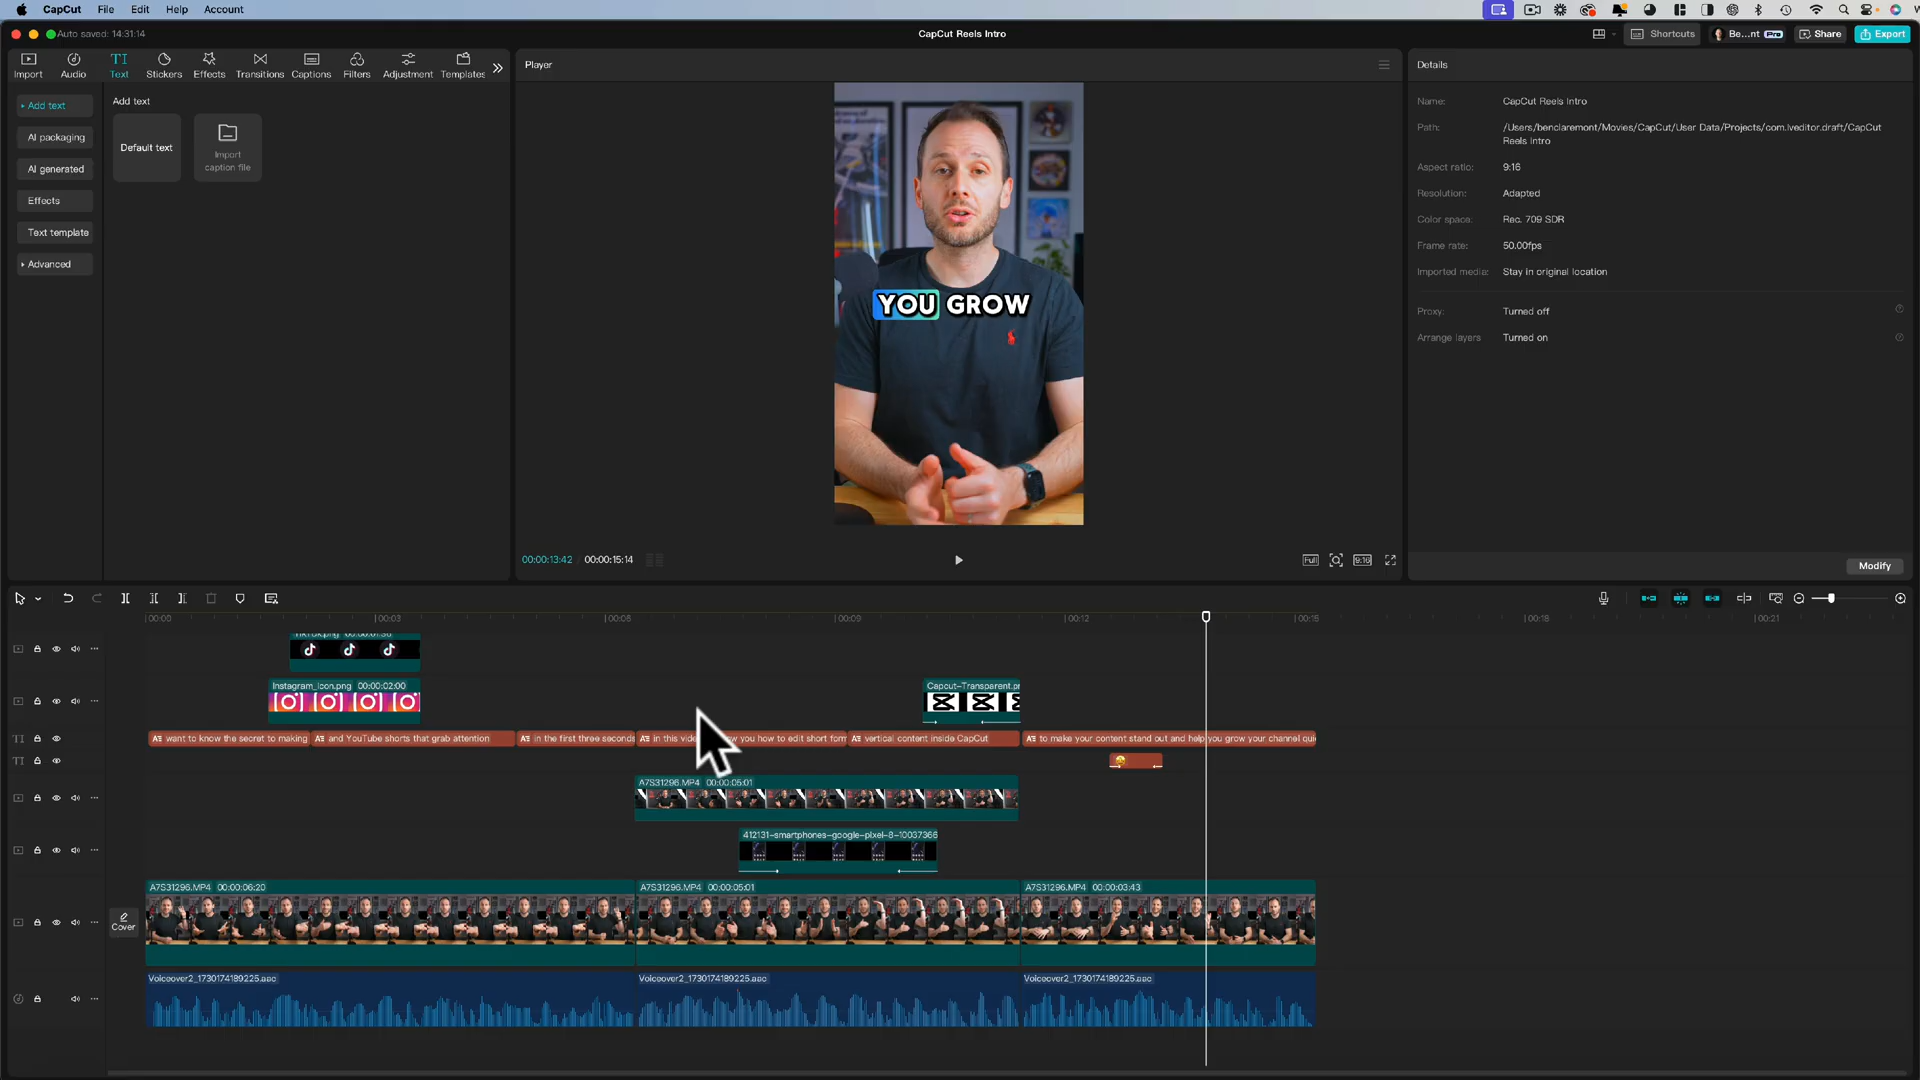 CapCut File Edit Help Account
Auto saved: 14:31:14
CapCut Reels Intro
Shortcuts
Be...nt Pro
Share
Export
Import Audio Text Stickers Effects Transitions Captions Filters Adjustment Templates
TI
Player
Details
Add text
AI packaging
AI generated
Effects
Text template
Advanced
Add text
Default text
Import
caption file
YOU GROW
Name: CapCut Reels Intro
Path: /Users/benclaremont/Movies/CapCut/User Data/Projects/com.lveditor.draft/CapCut
Reels Intro
Aspect ratio: 9:16
Resolution: Adapted
Color space: Rec. 709 SDR
Frame rate: 50.00fps
Imported media: Stay in original location
Proxy: Turned off
Arrange layers Turned on
Modify
00:00:13:42 / 00:00:15:14
Full
9:16
00:00 00:03 00:06 00:09 00:12 00:15 00:18 00:21
Instagram_Icon.png 00:00:02:00
Capcut-Transparent.pn
want to know the secret to making
and YouTube shorts that grab attention
in the first three seconds
in this vide
w you how to edit short form
vertical content inside CapCut
to make your content stand out and help you grow your channel qui
A7S31296.MP4 00:00:05:01
412131-smartphones-google-pixel-8-10037366
Cover
A7S31296.MP4 00:00:06:20
A7S31296.MP4 00:00:05:01
A7S31296.MP4 00:00:03:43
Voiceover2_1730174189225.aac
Voiceover2_1730174189225.aac
Voiceover2_1730174189225.aac